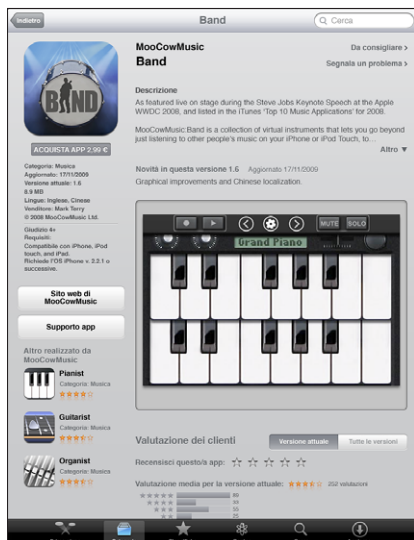 Indietro
Band
Cerca
MooCowMusic
Band
Da consigliare >
Segnala un problema >
BAND
Descrizione
As featured live on stage during the Steve Jobs Keynote Speech at the Apple
WWDC 2008, and listed in the iTunes 'Top 10 Music Applications' for 2008.
MooCowMusic Band is a collection of virtual instruments that lets you go beyond
just listening to other people's music on your iPhone or iPod Touch, to...
Altro ▼
ACQUISTA APP 2,99 €
Categoria: Musica
Aggiornato: 17/11/2009
Versione attuale: 1.6
8.9 MB
Lingue: Inglese, Cinese
Venditore: Mark Terry
© 2008 MooCowMusic Ltd.
Giudizio 4+
Requisiti:
Compatibile con iPhone, iPod
touch, and iPad.
Richiede l'OS iPhone v. 2.2.1 o
successive.
Novità in questa versione 1.6 Aggiornato 17/11/2009
Graphical improvements and Chinese localization.
MUTE SOLO
Grand Piano
Sito web di
MooCowMusic
Supporto app
Altro realizzato da
MooCowMusic
Pianist
Categoria: Musica
Guitarist
Categoria: Musica
Organist
Categoria: Musica
Valutazione dei clienti
Versione attuale
Tutte le versioni
Recensisci questo/s app:
Valutazione media per la versione attuale: 252 valutazioni
55
25